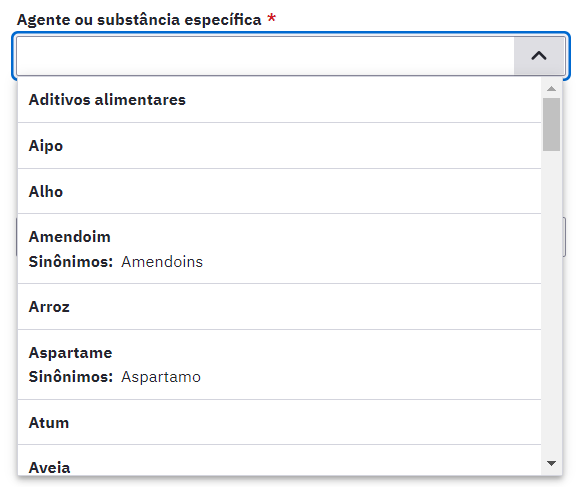 Agente ou substância específica *
Aditivos alimentares
Aipo
Alho
Amendoim
Sinônimos: Amendoins
Arroz
Aspartame
Sinônimos: Aspartamo
Atum
Aveia